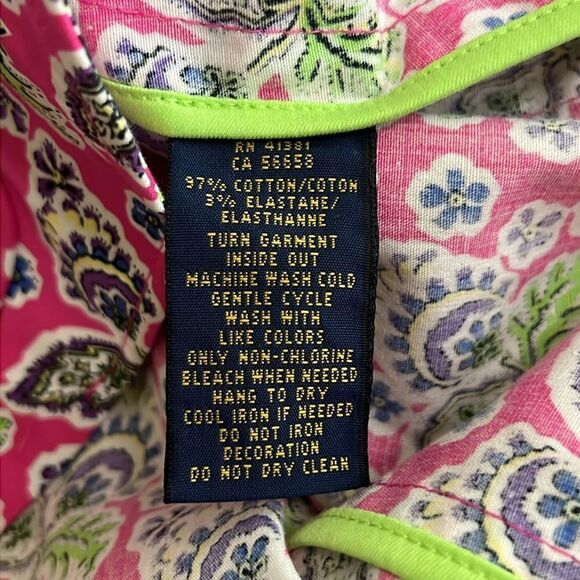 RN 41381
CA 56658
97% COTTON/COTON
3% ELASTANE/
ELASTHANNE
TURN GARMENT
INSIDE OUT
MACHINE WASH COLD
GENTLE CYCLE
WASH WITH
LIKE COLORS
ONLY NON-CHLORINE
BLEACH WHEN NEEDED
HANG TO DRY
COOL IRON IF NEEDED
DO NOT IRON
DECORATION
DO NOT DRY CLEAN